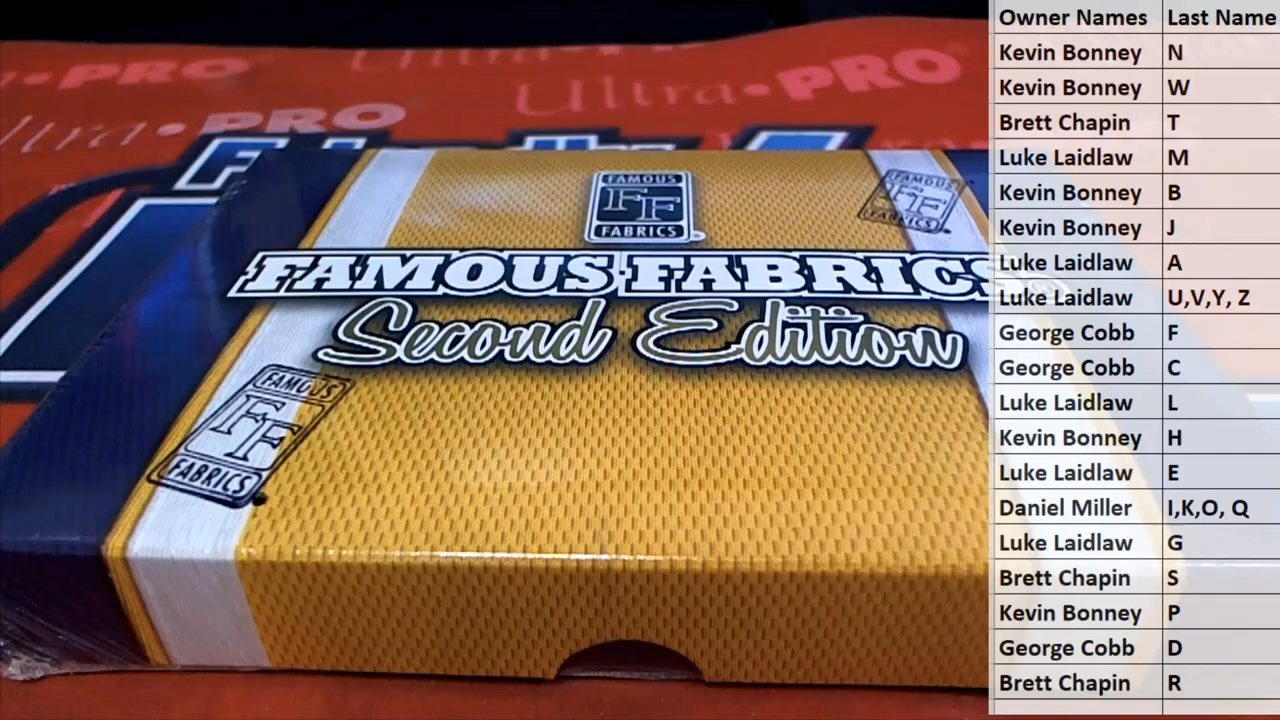 Ultra•PRO
Ultra•PRO
Ultra•PRO
FAMOUS
FF
FABRICS
FAMOUS
FF
FABRICS
FAMOUS FABRICS
Second Edition
FAMOUS
FF
FABRICS
Owner Names Last Name
Kevin Bonney N
Kevin Bonney W
Brett Chapin T
Luke Laidlaw M
Kevin Bonney B
Kevin Bonney J
Luke Laidlaw A
Luke Laidlaw U,V,Y, Z
George Cobb F
George Cobb C
Luke Laidlaw L
Kevin Bonney H
Luke Laidlaw E
Daniel Miller I,K,O, Q
Luke Laidlaw G
Brett Chapin S
Kevin Bonney P
George Cobb D
Brett Chapin R